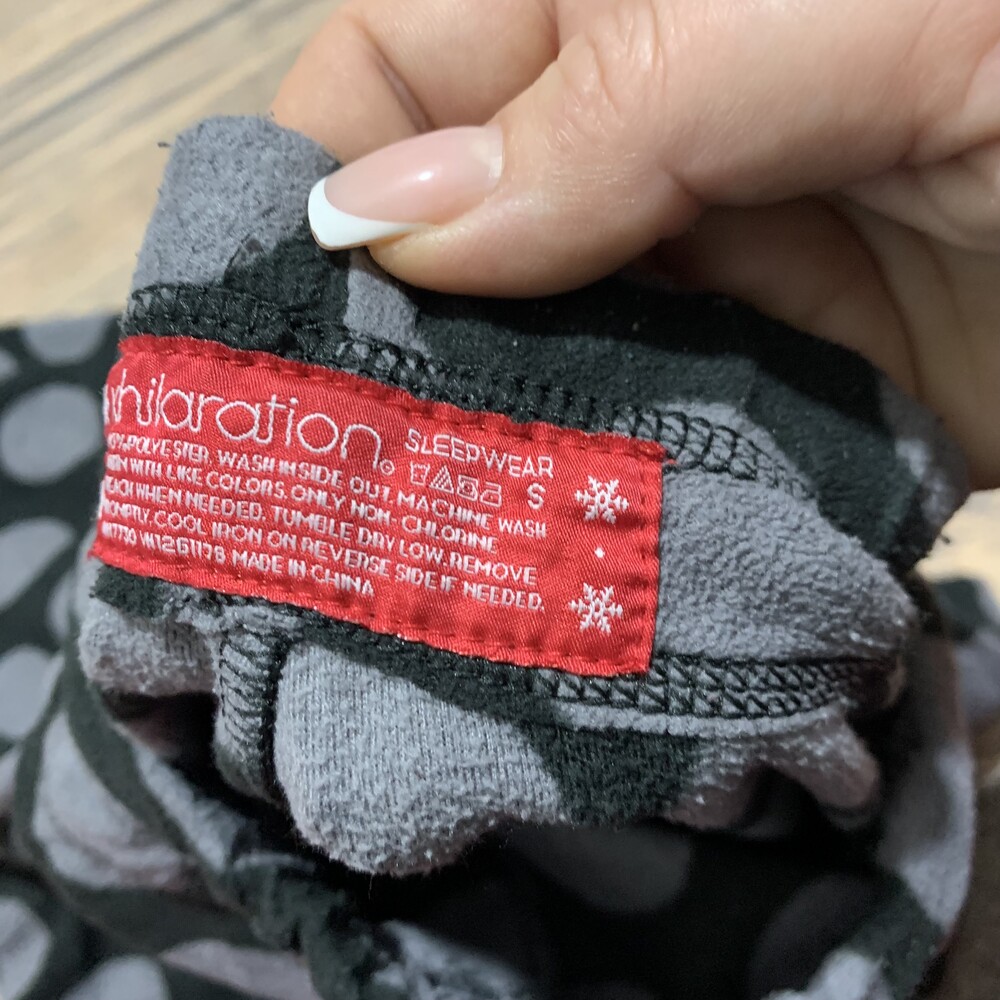 xhilaration®
SLEEPWEAR
S
%POLYESTER. WASH INSIDE OUT. MACHINE WASH
WITH LIKE COLORS. ONLY NON-CHLORINE
WHEN NEEDED. TUMBLE DRY LOW. REMOVE
COOL IRON ON REVERSE SIDE IF NEEDED.
MADE IN CHINA